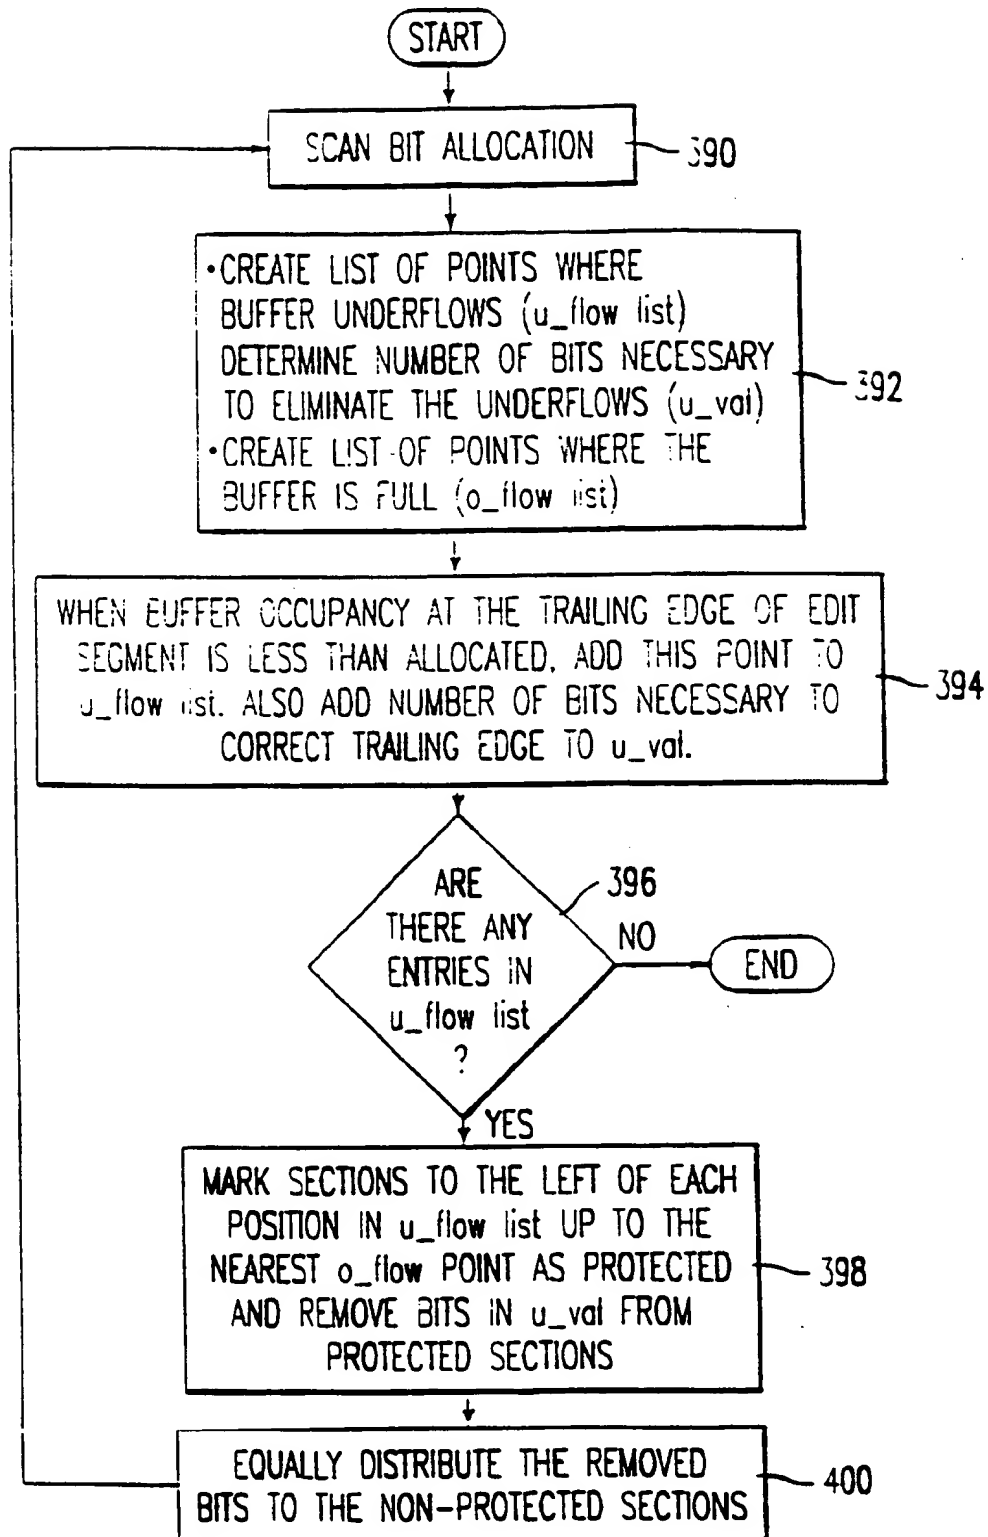 START
SCAN BIT ALLOCATION
390
•CREATE LIST OF POINTS WHERE
BUFFER UNDERFLOWS (u_flow list)
DETERMINE NUMBER OF BITS NECESSARY
TO ELIMINATE THE UNDERFLOWS (u_val)
•CREATE LIST OF POINTS WHERE THE
BUFFER IS FULL (o_flow list)
392
WHEN BUFFER OCCUPANCY AT THE TRAILING EDGE OF EDIT
SEGMENT IS LESS THAN ALLOCATED, ADD THIS POINT TO
u_flow list. ALSO ADD NUMBER OF BITS NECESSARY TO
CORRECT TRAILING EDGE TO u_val.
394
ARE
THERE ANY
ENTRIES IN
u_flow list
?
396
NO
END
YES
MARK SECTIONS TO THE LEFT OF EACH
POSITION IN u_flow list UP TO THE
NEAREST o_flow POINT AS PROTECTED
AND REMOVE BITS IN u_val FROM
PROTECTED SECTIONS
398
EQUALLY DISTRIBUTE THE REMOVED
BITS TO THE NON-PROTECTED SECTIONS
400